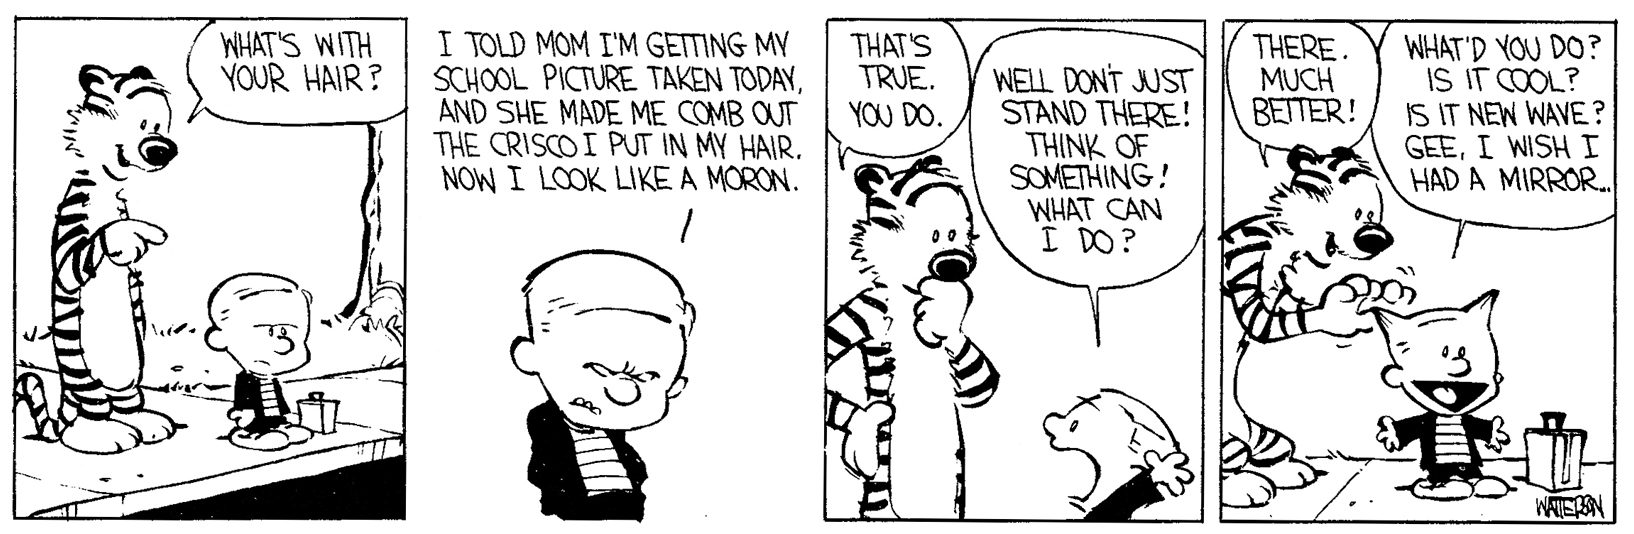 WHAT'S WITH
YOUR HAIR?
I TOLD MOM I'M GETTING MY
SCHOOL PICTURE TAKEN TODAY,
AND SHE MADE ME COMB OUT
THE CRISCO I PUT IN MY HAIR.
NOW I LOOK LIKE A MORON.
THAT'S
TRUE.
YOU DO.
WELL DON'T JUST
STAND THERE!
THINK OF
SOMETHING!
WHAT CAN
I DO?
THERE.
MUCH
BETTER!
WHAT'D YOU DO?
IS IT COOL?
IS IT NEW WAVE?
GEE, I WISH I
HAD A MIRROR...
WATTERSON